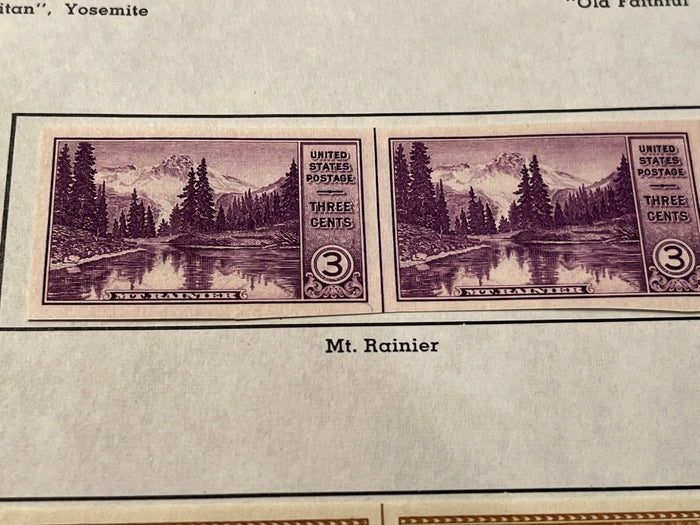 itan", Yosemite
"Old Faithful
UNITED
STATES
POSTAGE
THREE
CENTS
3
MT. RAINIER
UNITED
STATES
POSTAGE
THREE
CENTS
3
MT. RAINIER
Mt. Rainier